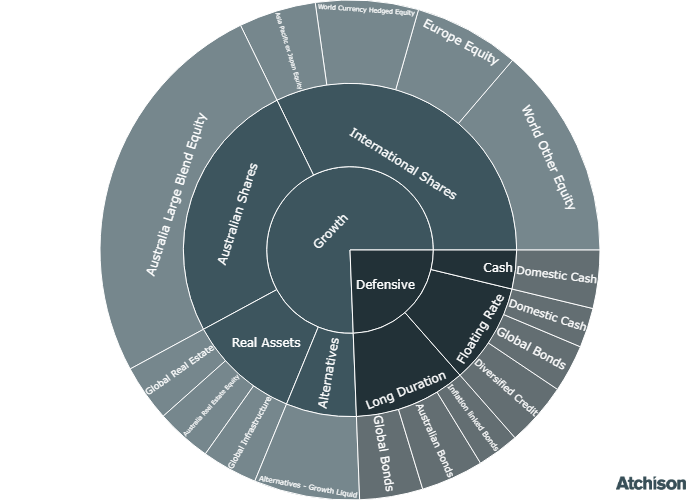 World Currency Hedged Equity
Asia Pacific ex Japan Equity
Europe Equity
World Other Equity
Australia Large Blend Equity
Australian Shares
International Shares
Growth
Defensive
Cash
Domestic Cash
Floating Rate
Domestic Cash
Global Bonds
Diversified Credit
Long Duration
Inflation linked Bonds
Australian Bonds
Global Bonds
Real Assets
Alternatives
Global Real Estate
Australia Real Estate Equity
Global Infrastructure
Alternatives - Growth Liquid
Atchison